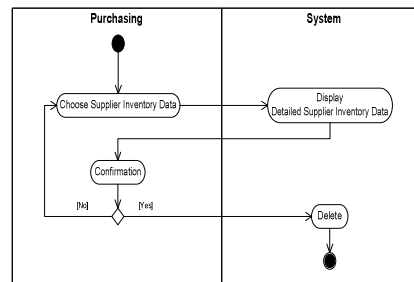 Purchasing
System
Choose Supplier Inventory Data
Display
Detailed Supplier Inventory Data
Confirmation
[No]
[Yes]
Delete